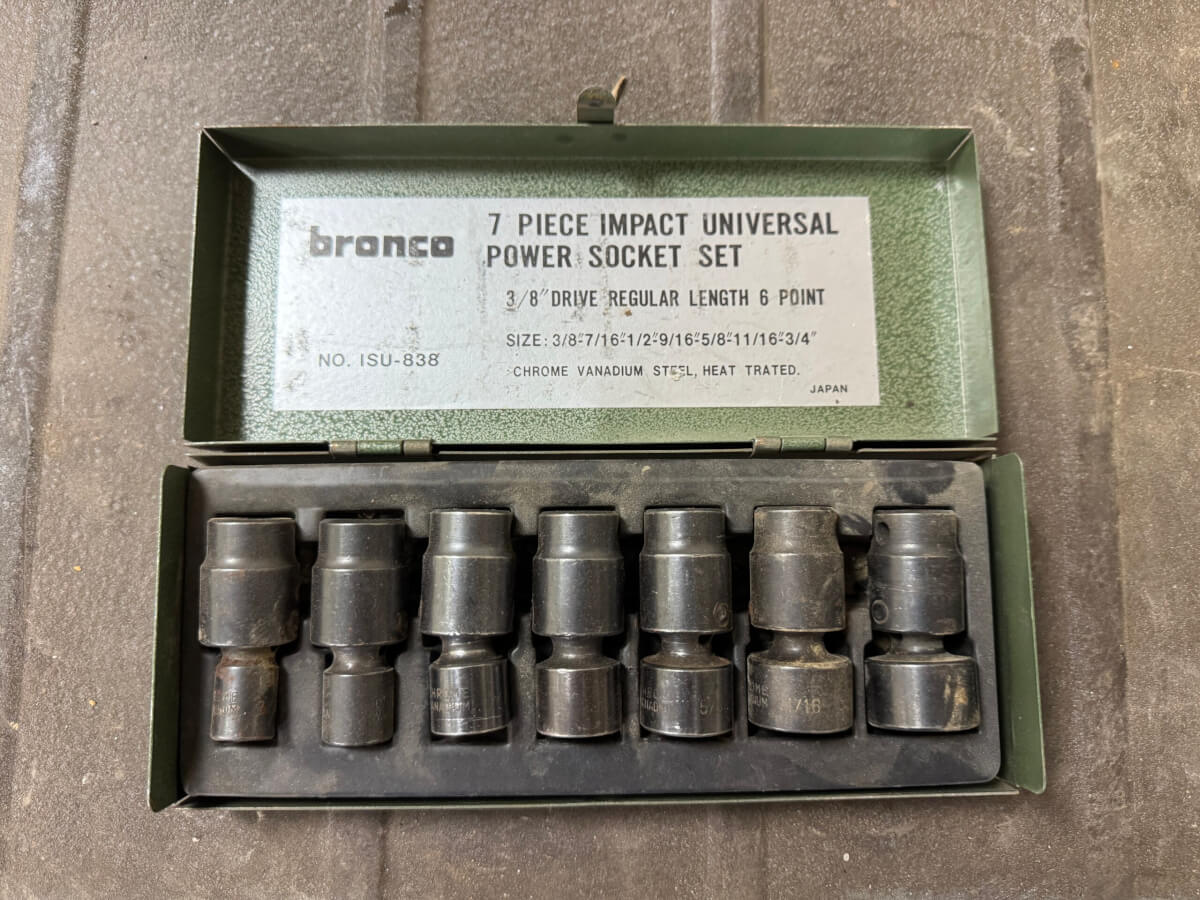 bronco
7 PIECE IMPACT UNIVERSAL
POWER SOCKET SET
3/8" DRIVE REGULAR LENGTH 6 POINT
SIZE: 3/8"-7/16"-1/2"-9/16"-5/8"-11/16"-3/4"
NO. ISU-838
CHROME VANADIUM STEEL, HEAT TRATED.
JAPAN